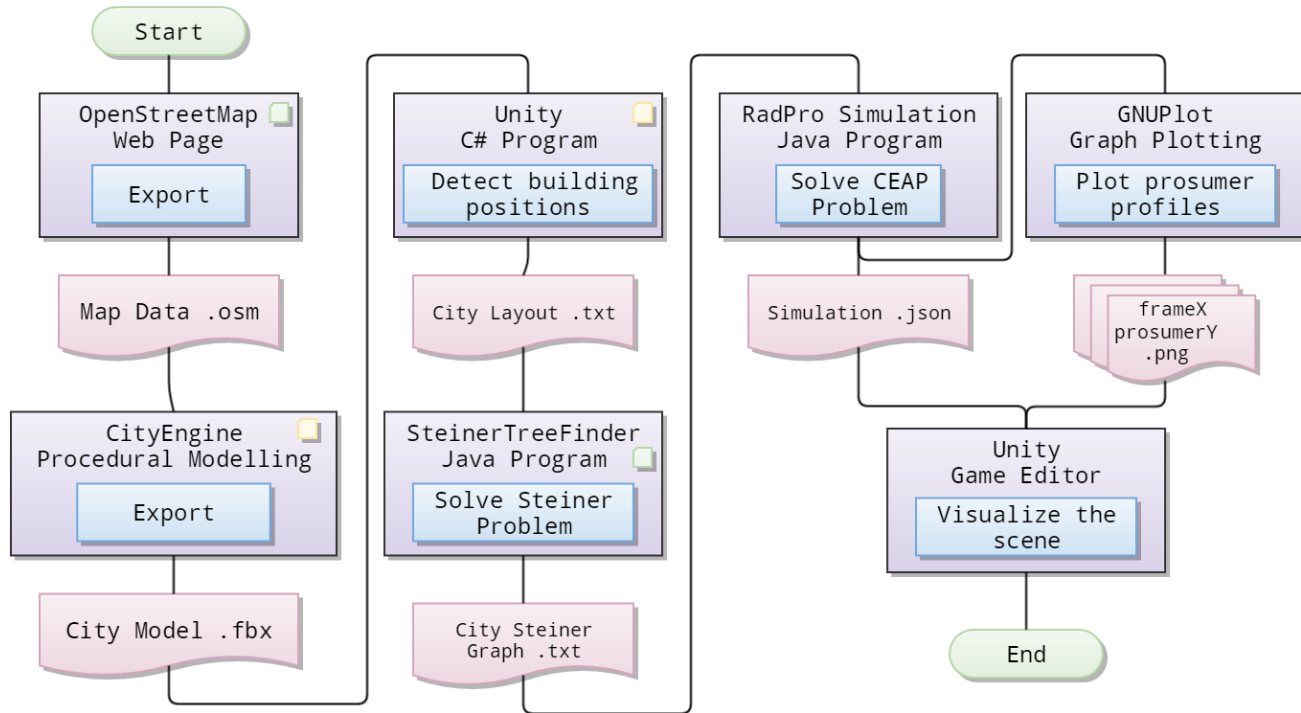 Start
OpenStreetMap
Web Page
Export
Map Data .osm
CityEngine
Procedural Modelling
Export
City Model .fbx
Unity
C# Program
Detect building
positions
City Layout .txt
SteinerTreeFinder
Java Program
Solve Steiner
Problem
City Steiner
Graph .txt
RadPro Simulation
Java Program
Solve CEAP
Problem
Simulation .json
GNUPlot
Graph Plotting
Plot prosumer
profiles
frameX
prosumerY
.png
Unity
Game Editor
Visualize the
scene
End